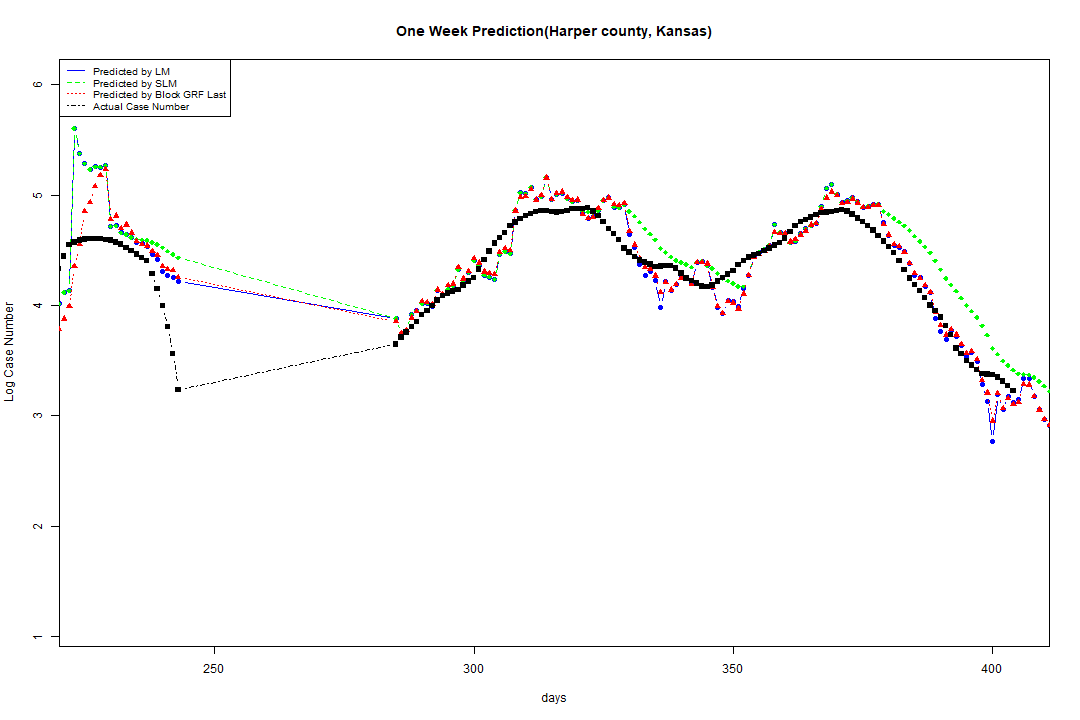 One Week Prediction(Harper county, Kansas)
Predicted by LM
Predicted by SLM
Predicted by Block GRF Last
Actual Case Number
6
5
4
3
2
1
Log Case Number
250 300 350 400
days